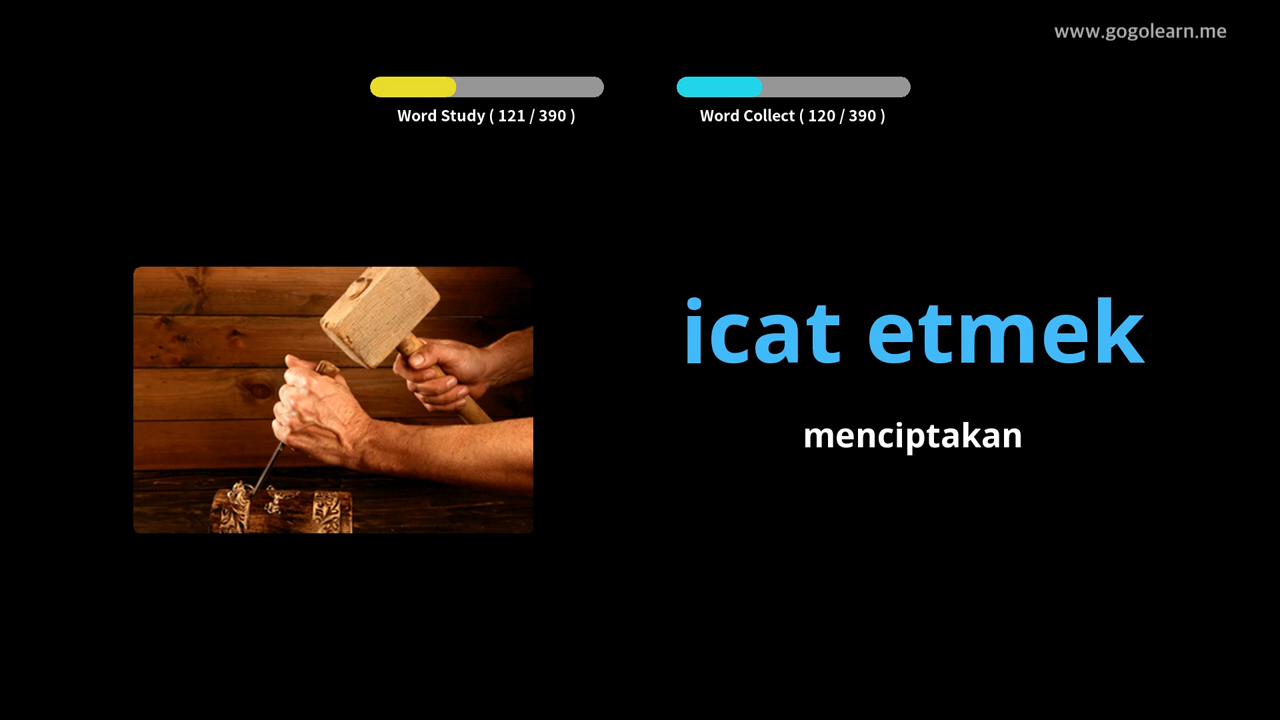 www.gogolearn.me
Word Study ( 121 / 390 )
Word Collect ( 120 / 390 )
icat etmek
menciptakan